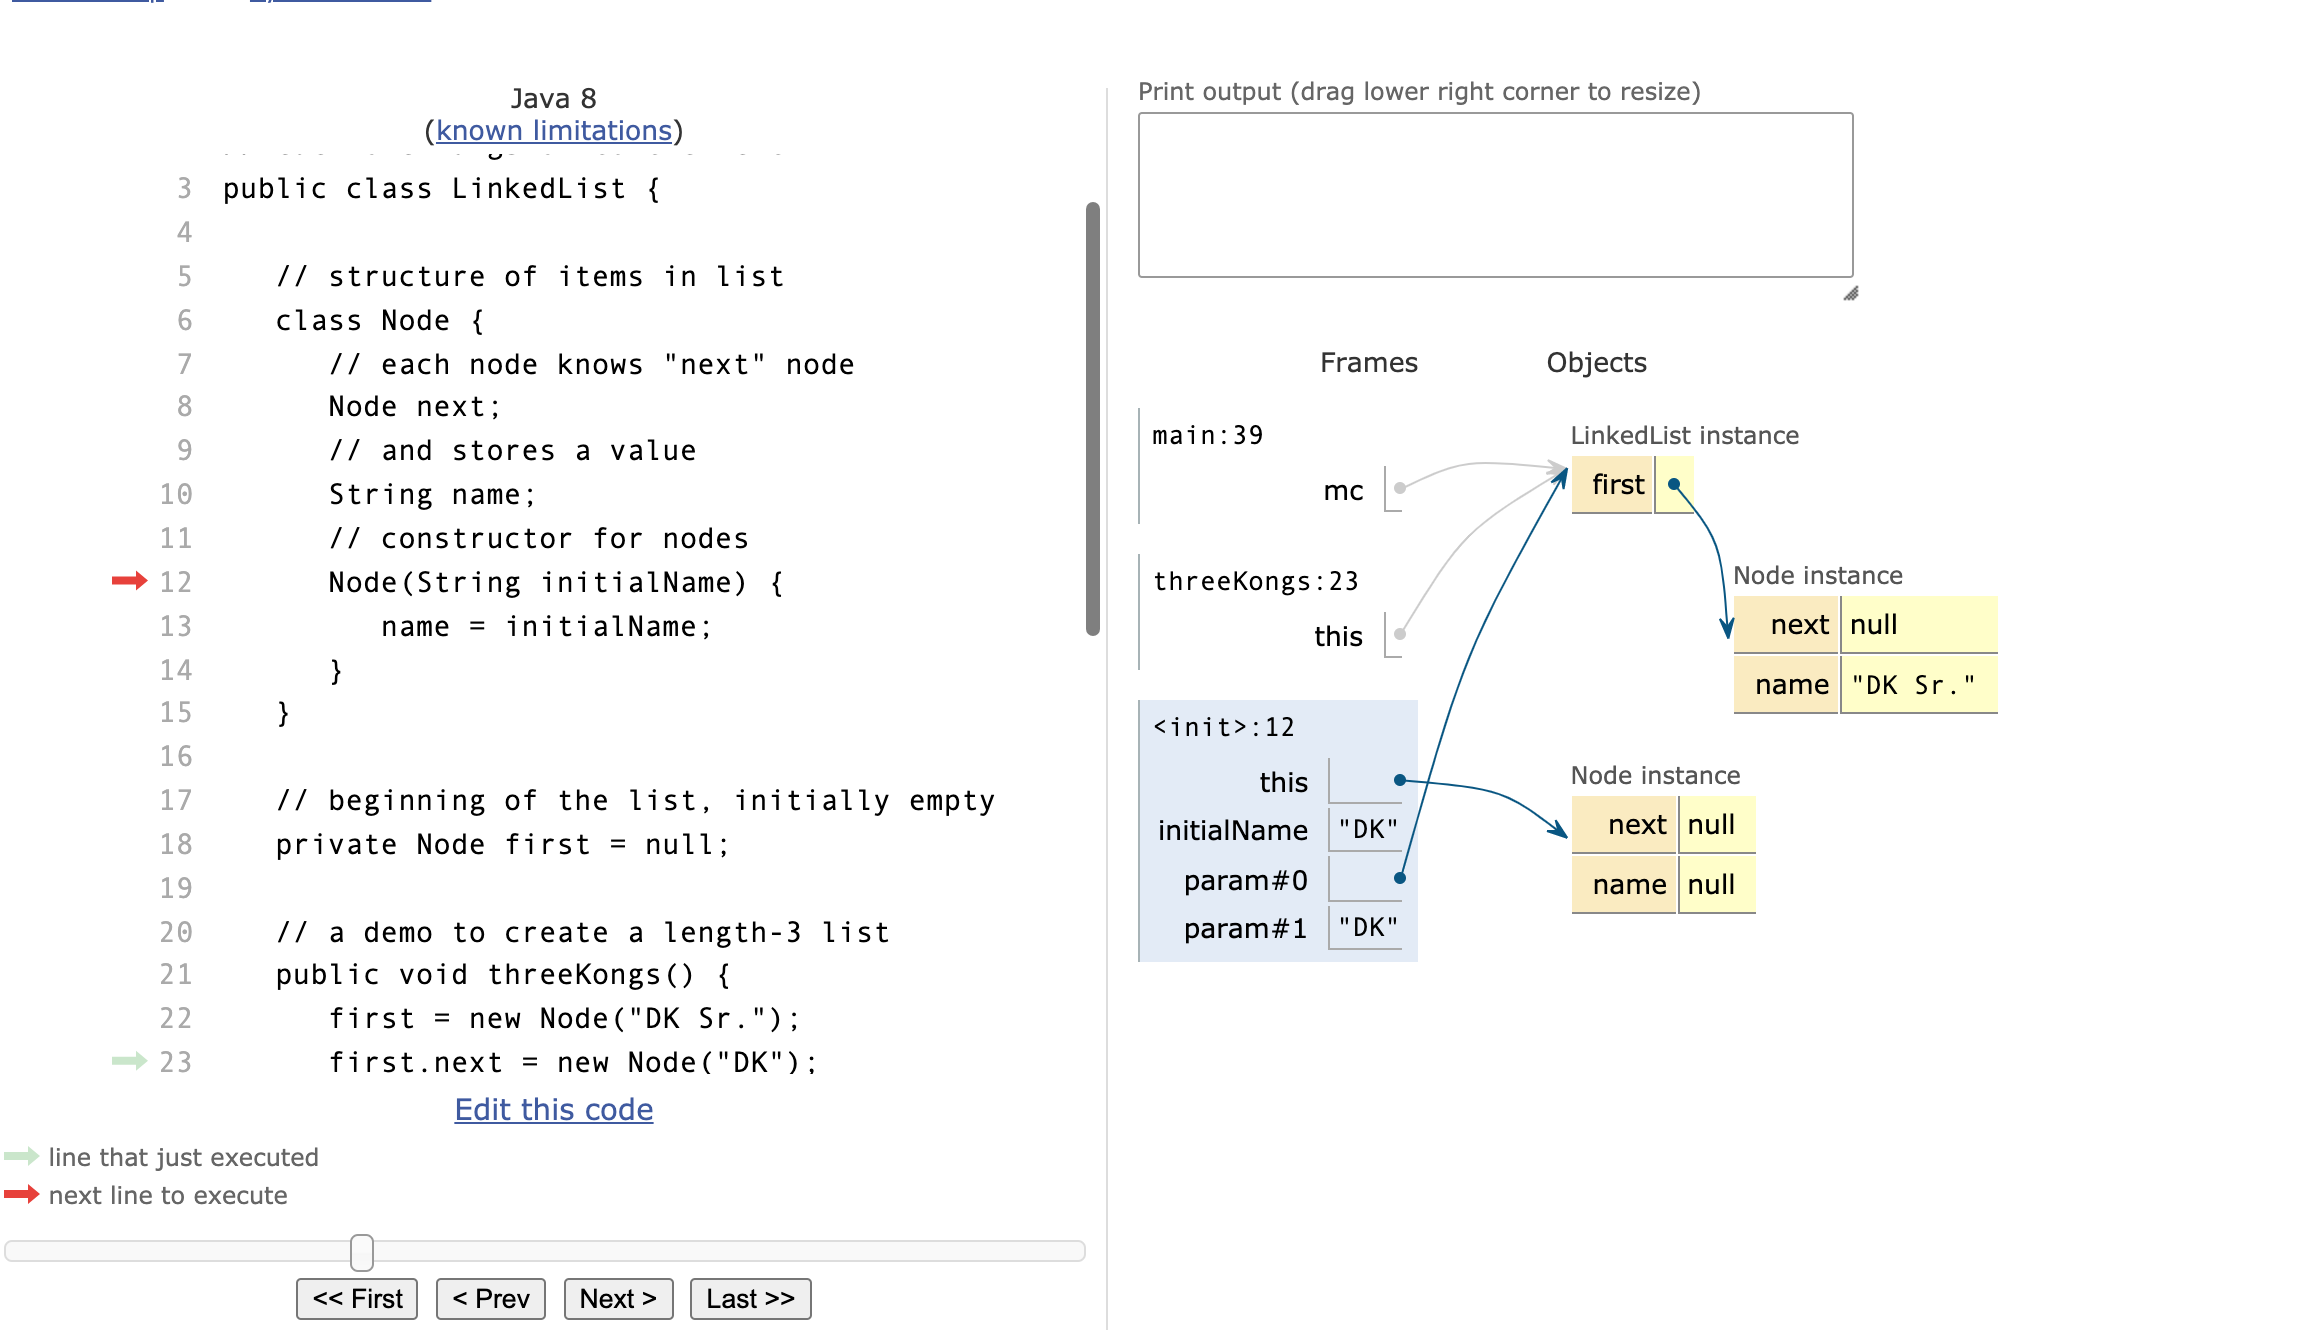 Java 8
(known limitations)
3 public class LinkedList {
4
5 // structure of items in list
6 class Node {
7 // each node knows "next" node
8 Node next;
9 // and stores a value
10 String name;
11 // constructor for nodes
12 Node(String initialName) {
13 name = initialName;
14 }
15 }
16
17 // beginning of the list, initially empty
18 private Node first = null;
19
20 // a demo to create a length-3 list
21 public void threeKongs() {
22 first = new Node("DK Sr.");
23 first.next = new Node("DK");
Edit this code
line that just executed
next line to execute
<< First
< Prev
Next >
Last >>
Print output (drag lower right corner to resize)
Frames
Objects
main:39
mc
threeKongs:23
this
<init>:12
this
initialName "DK"
param#0
param#1 "DK"
LinkedList instance
first
Node instance
next null
name "DK Sr."
Node instance
next null
name null